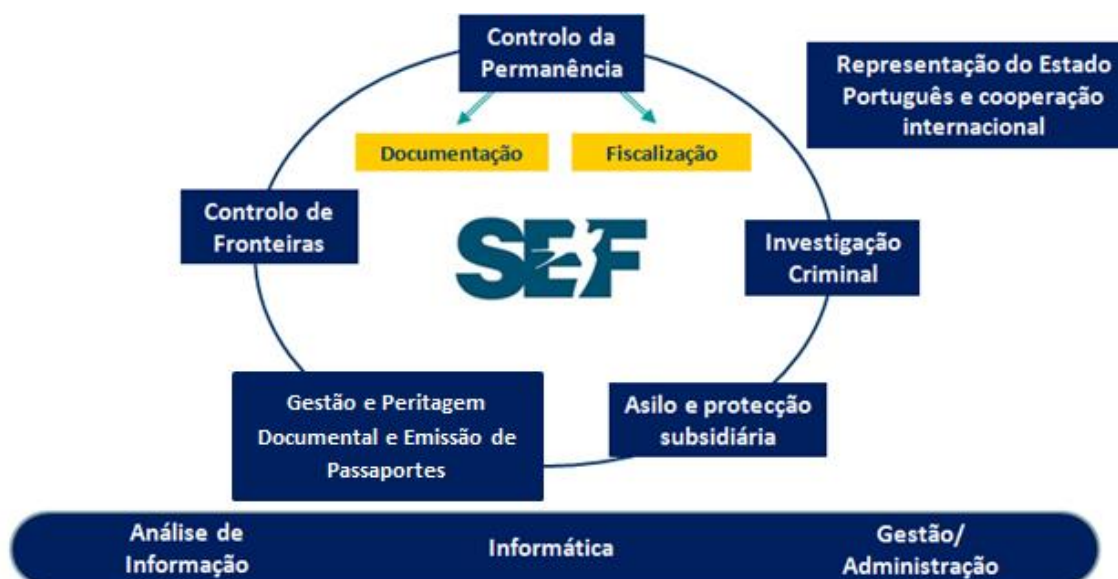 Controlo da
Permanência
Representação do Estado
Português e cooperação
internacional
Documentação
Fiscalização
Controlo de
Fronteiras
SEF
Investigação
Criminal
Gestão e Peritagem
Documental e Emissão de
Passaportes
Asilo e protecção
subsidiária
Análise de
Informação
Informática
Gestão/
Administração